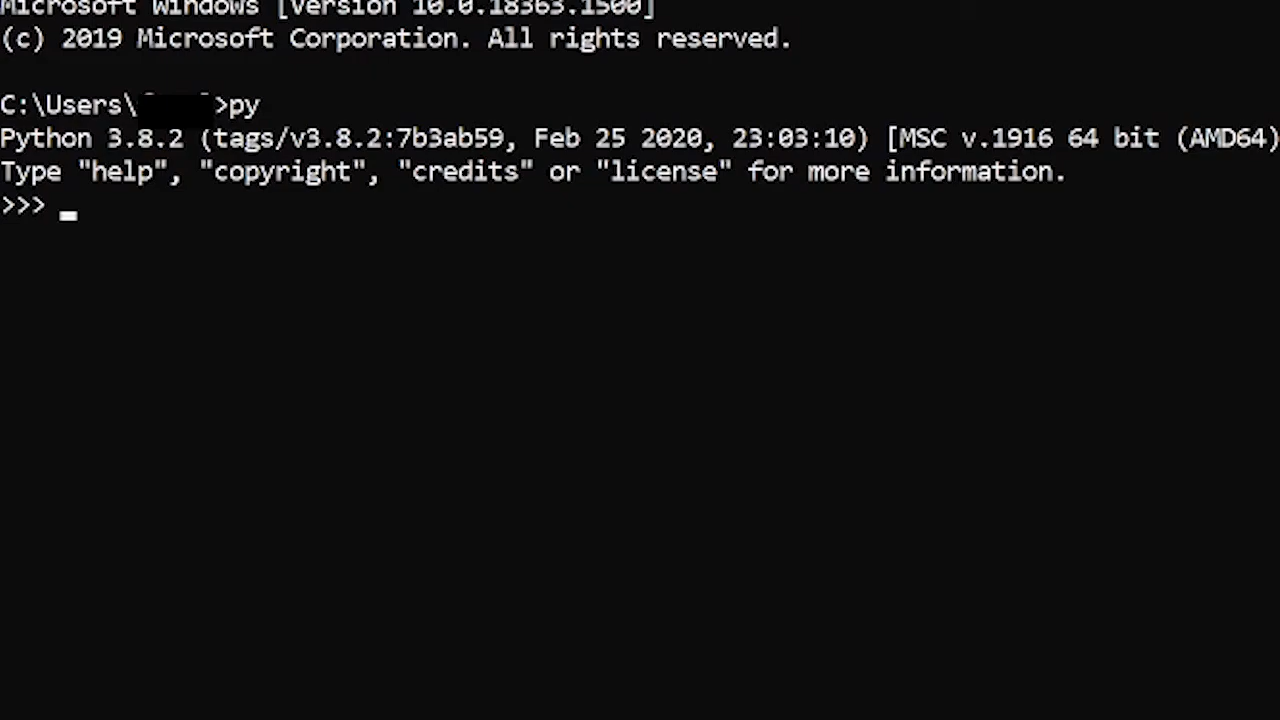 Microsoft Windows [Version 10.0.18363.1500]
(c) 2019 Microsoft Corporation. All rights reserved.
C:\Users\ >py
Python 3.8.2 (tags/v3.8.2:7b3ab59, Feb 25 2020, 23:03:10) [MSC v.1916 64 bit (AMD64)
Type "help", "copyright", "credits" or "license" for more information.
>>>